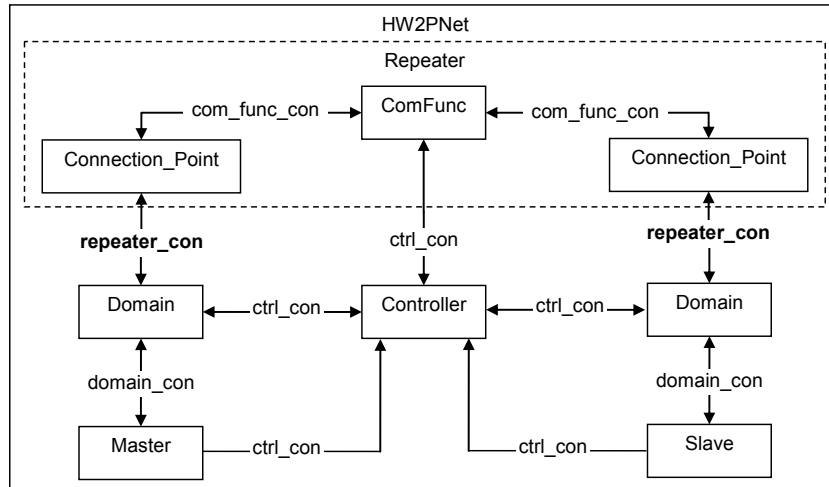 HW2PNet
Repeater
com_func_con
ComFunc
com_func_con
Connection_Point
Connection_Point
repeater_con
ctrl_con
repeater_con
Domain
ctrl_con
Controller
ctrl_con
Domain
domain_con
domain_con
Master
ctrl_con
ctrl_con
Slave